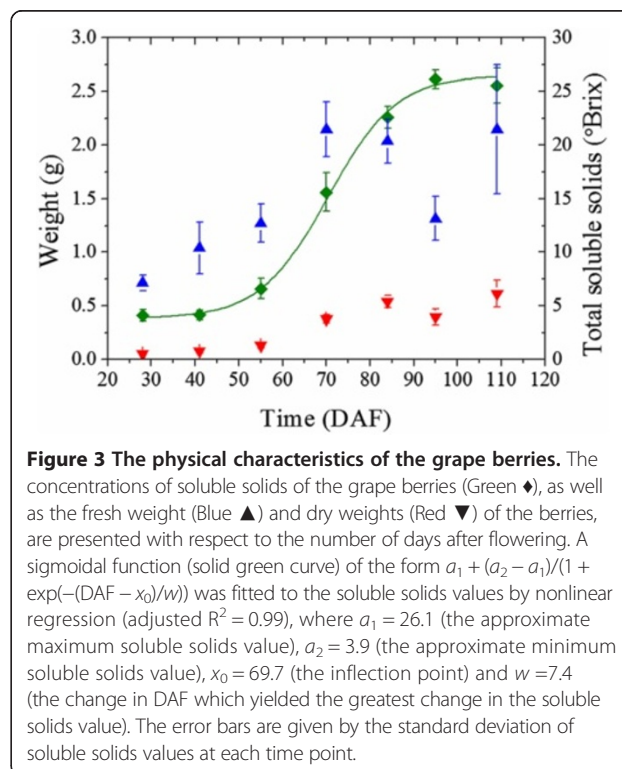 3.0 30
2.5 25
2.0 20
1.5 15
1.0 10
0.5 5
0.0 0
Weight (g)
Total soluble solids (°Brix)
20 30 40 50 60 70 80 90 100 110 120
Time (DAF)
Figure 3 The physical characteristics of the grape berries. The
concentrations of soluble solids of the grape berries (Green ♦), as well
as the fresh weight (Blue ▲) and dry weights (Red ▼) of the berries,
are presented with respect to the number of days after flowering. A
sigmoidal function (solid green curve) of the form a₁ + (a₂ − a₁)/(1 +
exp(−(DAF − x₀)/w)) was fitted to the soluble solids values by nonlinear
regression (adjusted R² = 0.99), where a₁ = 26.1 (the approximate
maximum soluble solids value), a₂ = 3.9 (the approximate minimum
soluble solids value), x₀ = 69.7 (the inflection point) and w =7.4
(the change in DAF which yielded the greatest change in the soluble
solids value). The error bars are given by the standard deviation of
soluble solids values at each time point.